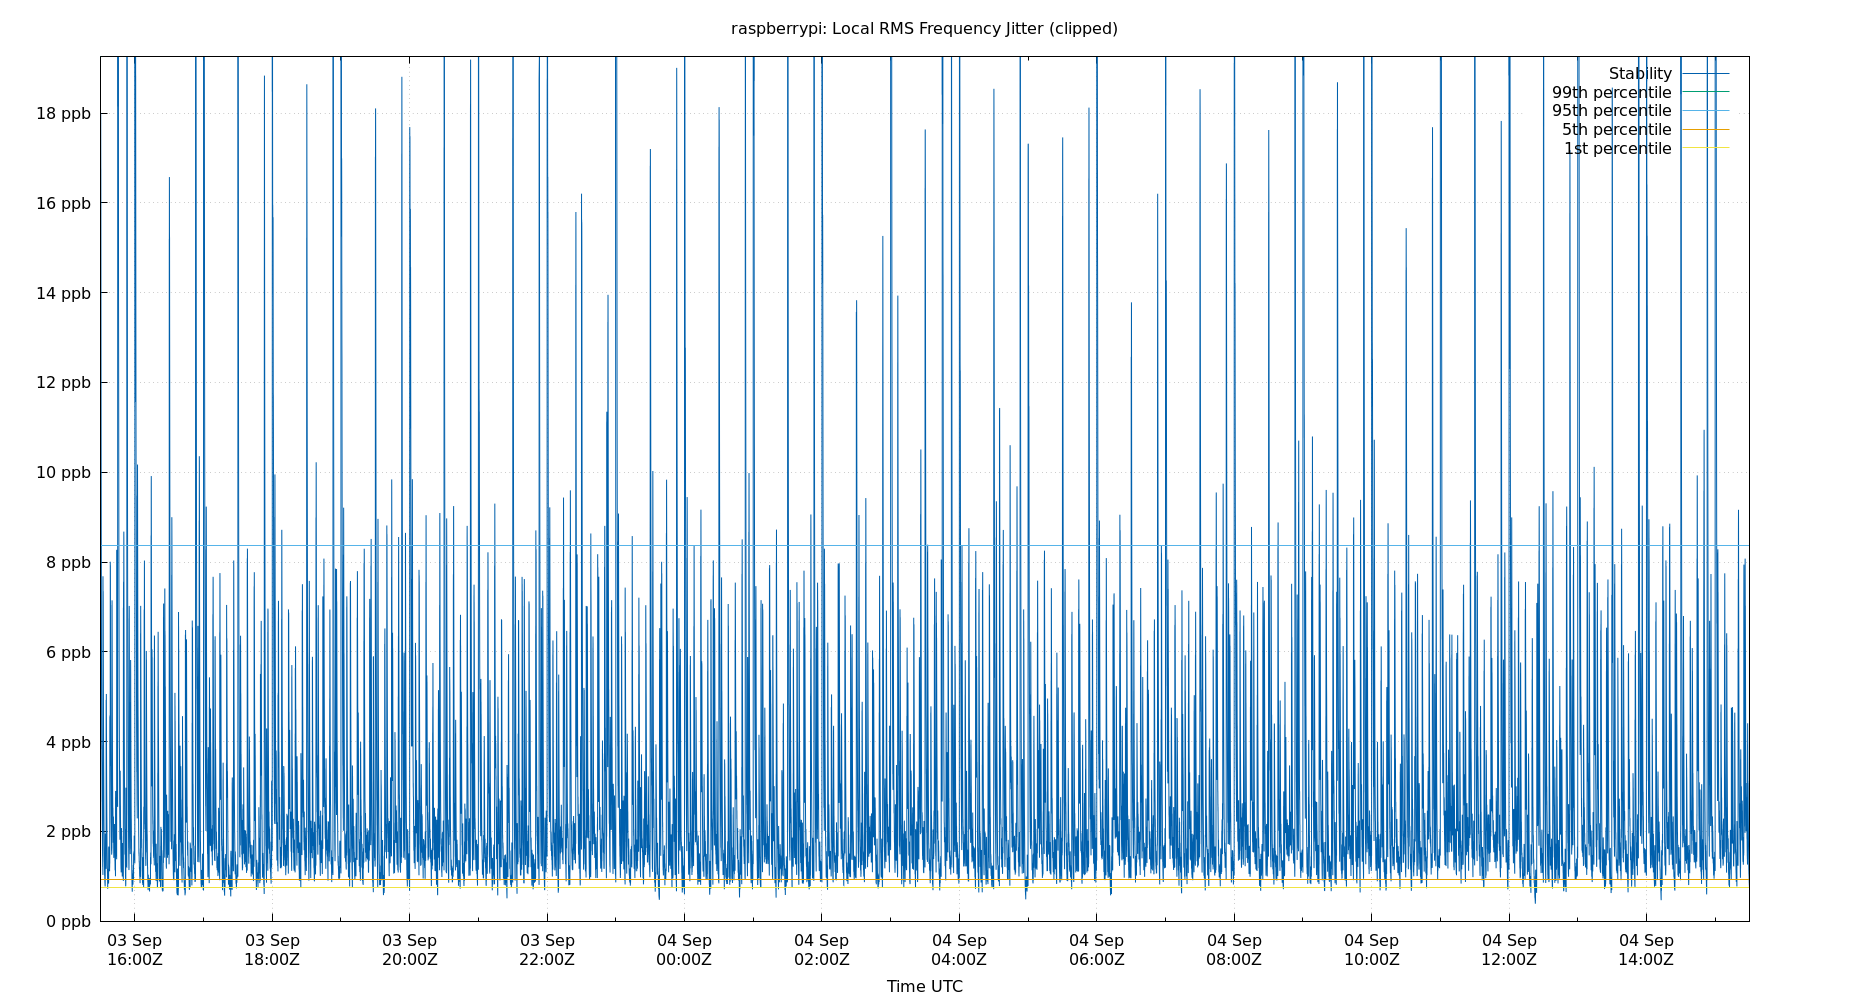 raspberrypi: Local RMS Frequency Jitter (clipped)
Stability
99th percentile
95th percentile
5th percentile
1st percentile
18 ppb
16 ppb
14 ppb
12 ppb
10 ppb
8 ppb
6 ppb
4 ppb
2 ppb
0 ppb
03 Sep 03 Sep 03 Sep 03 Sep 04 Sep 04 Sep 04 Sep 04 Sep 04 Sep 04 Sep 04 Sep 04 Sep
16:00Z 18:00Z 20:00Z 22:00Z 00:00Z 02:00Z 04:00Z 06:00Z 08:00Z 10:00Z 12:00Z 14:00Z
Time UTC